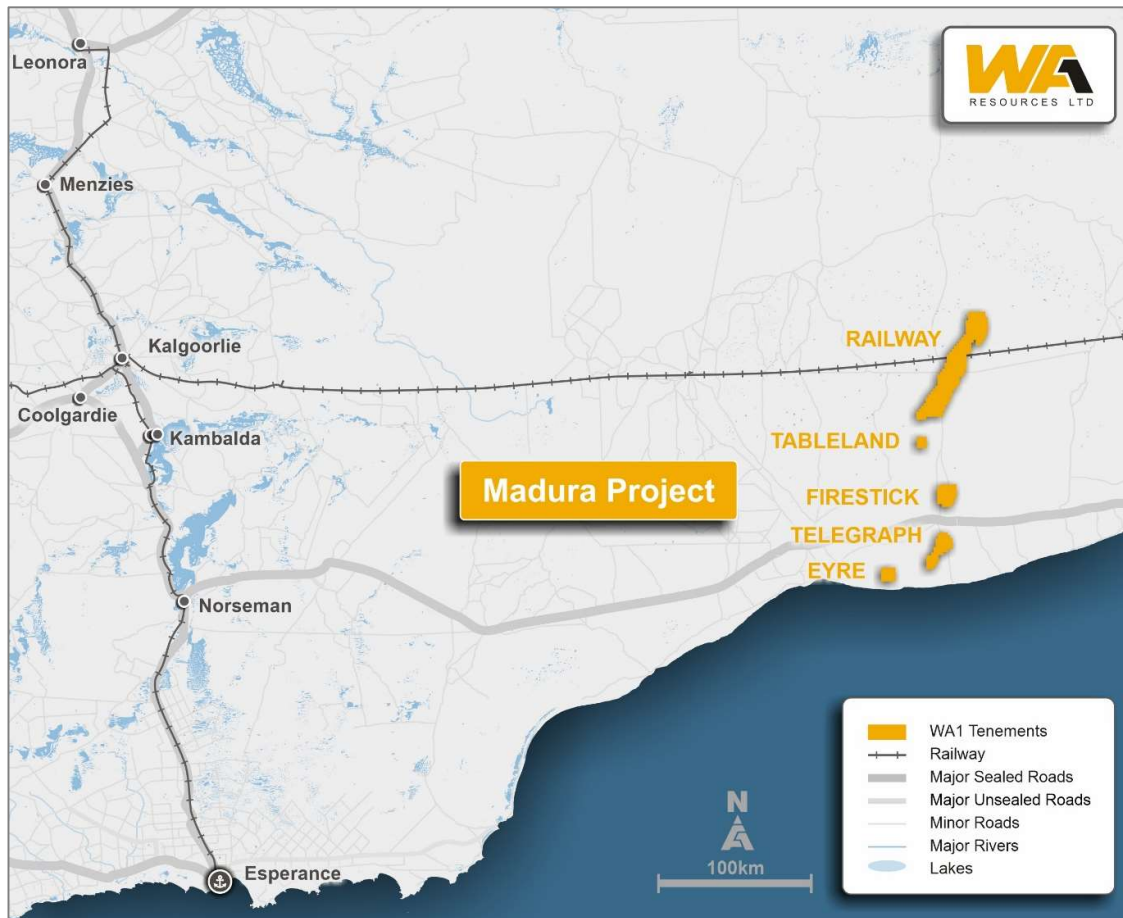 WA1
RESOURCES LTD
Leonora
Menzies
Kalgoorlie
Coolgardie
Kambalda
Norseman
Esperance
Madura Project
RAILWAY
TABLELAND
FIRESTICK
TELEGRAPH
EYRE
N
100km
WA1 Tenements
Railway
Major Sealed Roads
Major Unsealed Roads
Minor Roads
Major Rivers
Lakes